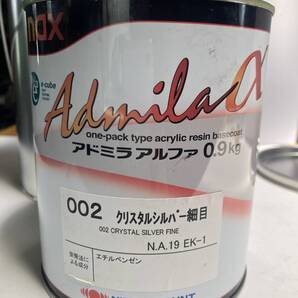 nax
e-cube
Admila α
one-pack type acrylic resin basecoat
アドミラ アルファ 0.9kg
002 クリスタルシルバー細目
002 CRYSTAL SILVER FINE
N.A.19 EK-1
エチルベンゼン